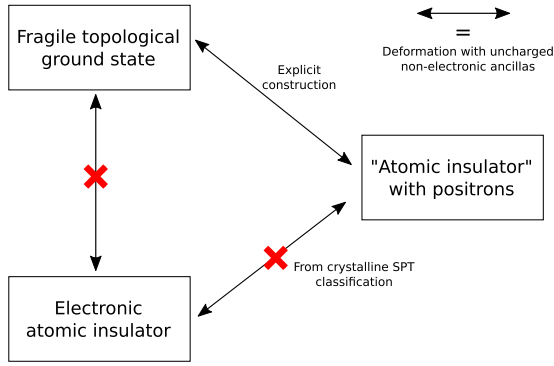 Fragile topological
ground state
=
Deformation with uncharged
non-electronic ancillas
Explicit
construction
"Atomic insulator"
with positrons
From crystalline SPT
classification
Electronic
atomic insulator